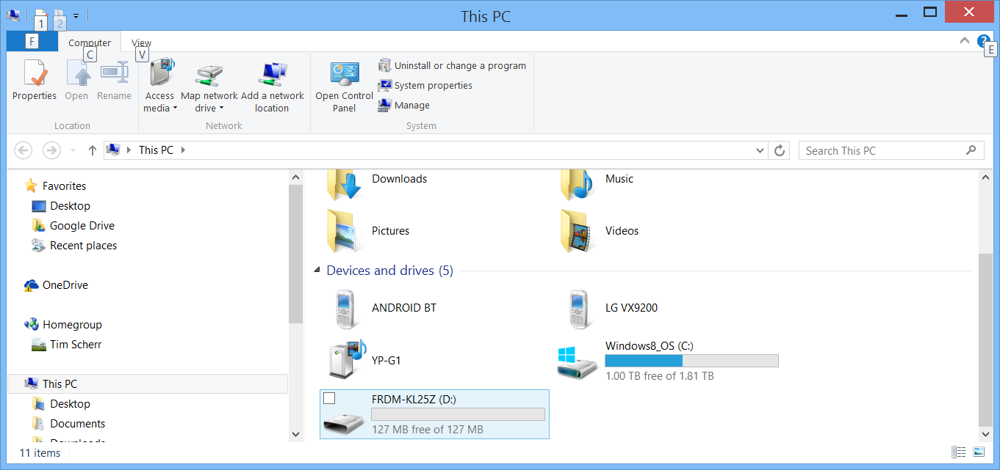 This PC
1
2
F
Computer
C
View
V
E
Properties
Open
Rename
Access media
Map network drive
Add a network location
Open Control Panel
Uninstall or change a program
System properties
Manage
Location
Network
System
This PC
Search This PC
Favorites
Desktop
Google Drive
Recent places
OneDrive
Homegroup
Tim Scherr
This PC
Desktop
Documents
Downloads
Downloads
Music
Pictures
Videos
Devices and drives (5)
ANDROID BT
LG VX9200
YP-G1
Windows8_OS (C:)
1.00 TB free of 1.81 TB
FRDM-KL25Z (D:)
127 MB free of 127 MB
11 items